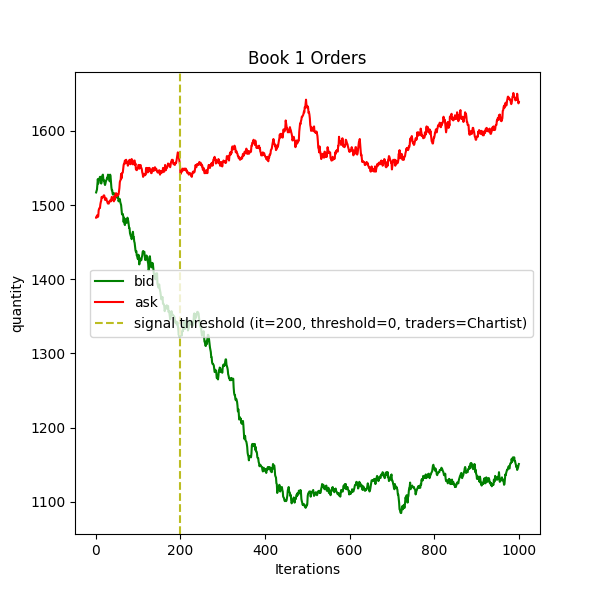 Book 1 Orders
quantity
1600
1500
1400
1300
1200
1100
bid
ask
signal threshold (it=200, threshold=0, traders=Chartist)
0 200 400 600 800 1000
Iterations